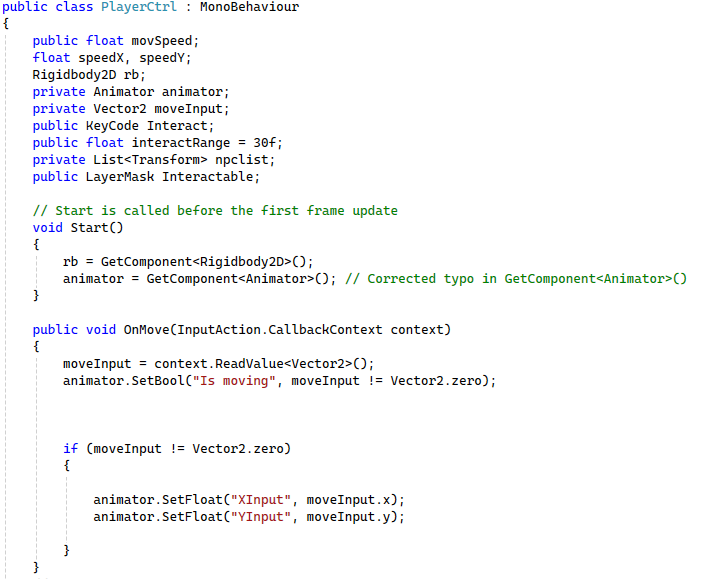 public class PlayerCtrl : MonoBehaviour
{
    public float movSpeed;
    float speedX, speedY;
    Rigidbody2D rb;
    private Animator animator;
    private Vector2 moveInput;
    public KeyCode Interact;
    public float interactRange = 30f;
    private List<Transform> npclist;
    public LayerMask Interactable;

    // Start is called before the first frame update
    void Start()
    {
        rb = GetComponent<Rigidbody2D>();
        animator = GetComponent<Animator>(); // Corrected typo in GetComponent<Animator>()
    }

    public void OnMove(InputAction.CallbackContext context)
    {
        moveInput = context.ReadValue<Vector2>();
        animator.SetBool("Is moving", moveInput != Vector2.zero);



        if (moveInput != Vector2.zero)
        {

            animator.SetFloat("XInput", moveInput.x);
            animator.SetFloat("YInput", moveInput.y);

        }
    }